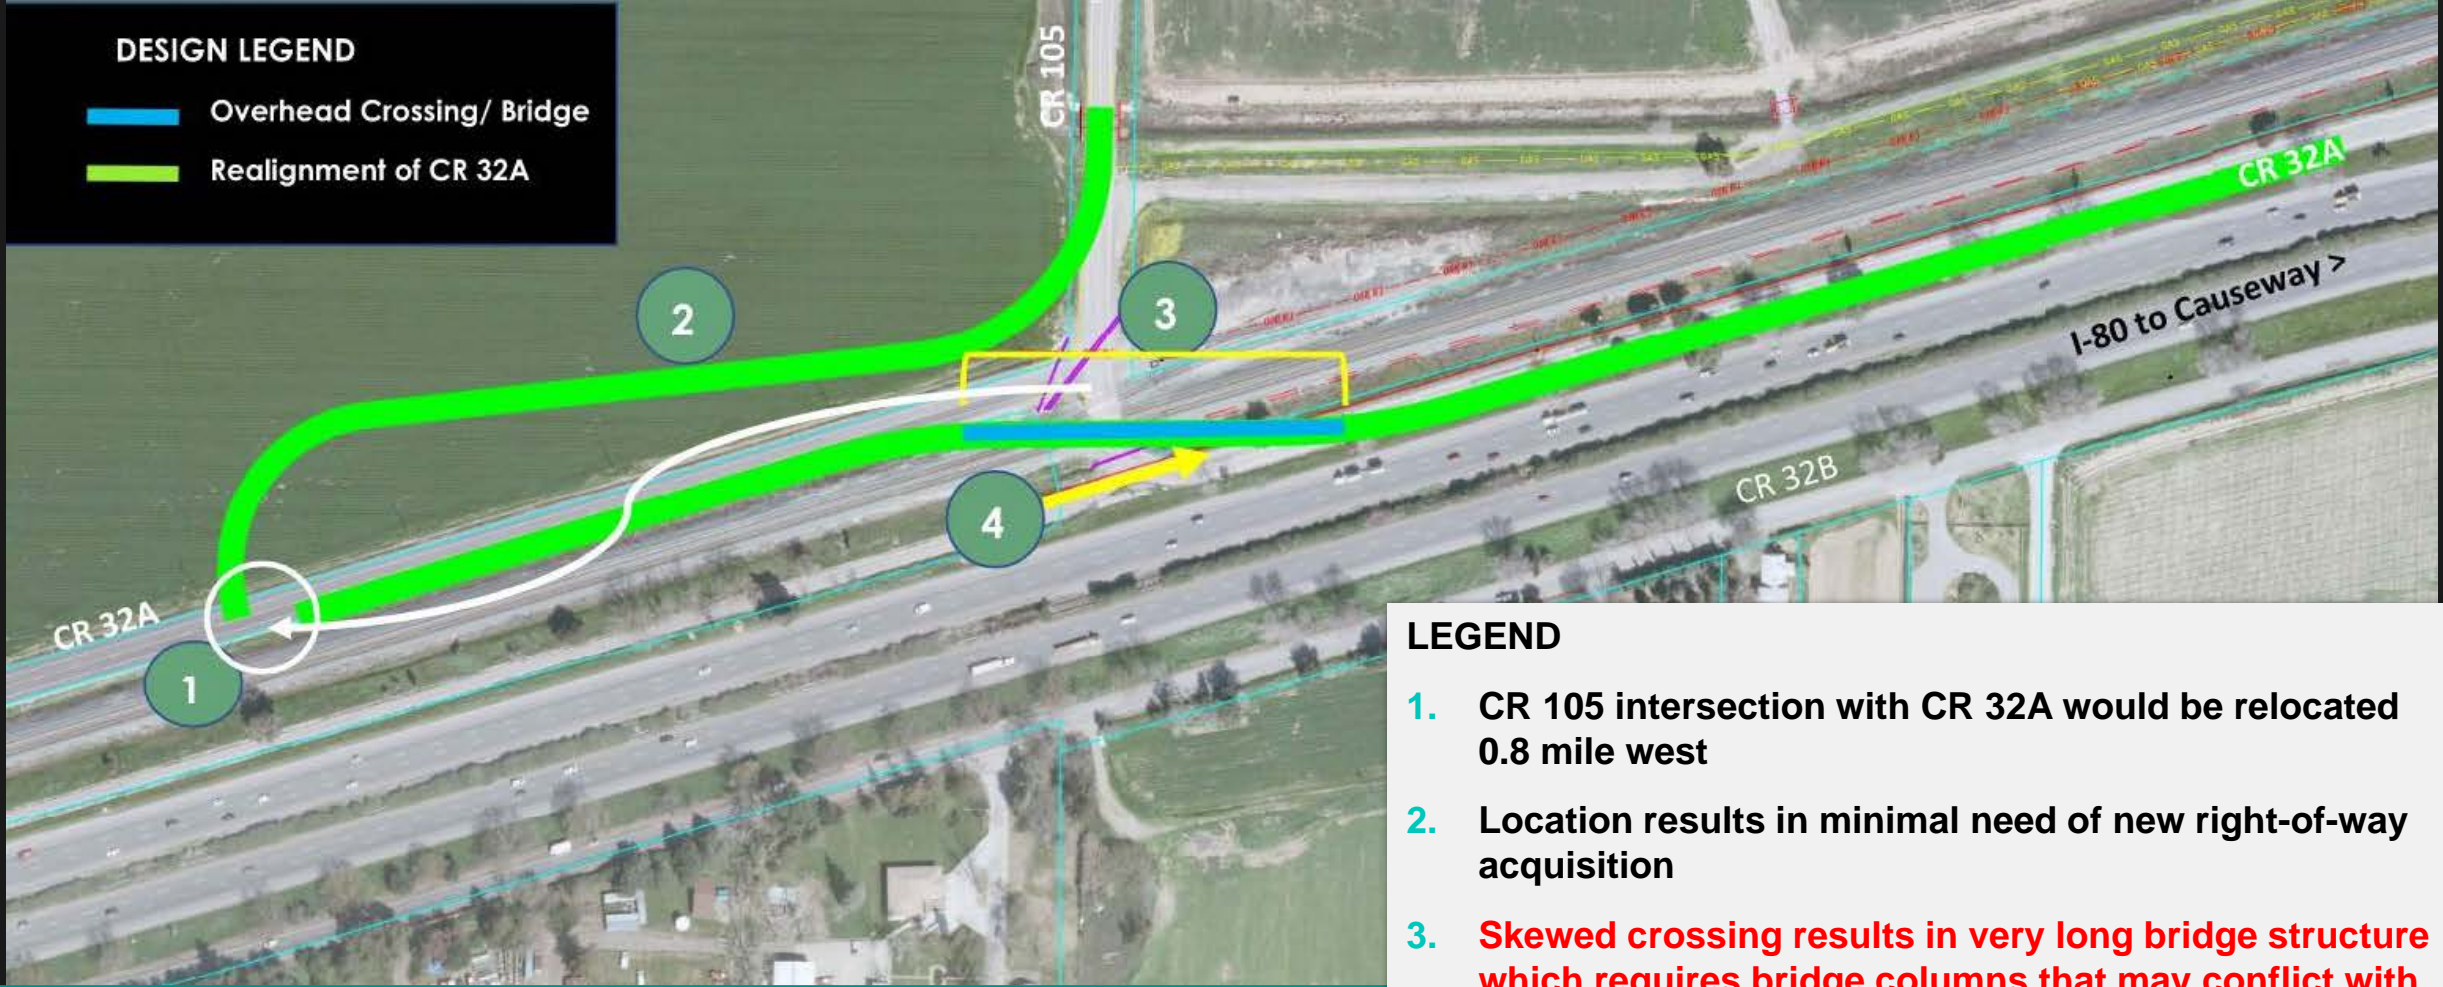 DESIGN LEGEND
Overhead Crossing/ Bridge
Realignment of CR 32A
CR 105
CR 32A
I-80 to Causeway >
2
3
4
CR 32B
CR 32A
1
LEGEND
1. CR 105 intersection with CR 32A would be relocated
0.8 mile west
2. Location results in minimal need of new right-of-way
acquisition
3. Skewed crossing results in very long bridge structure
which requires bridge columns that may conflict with